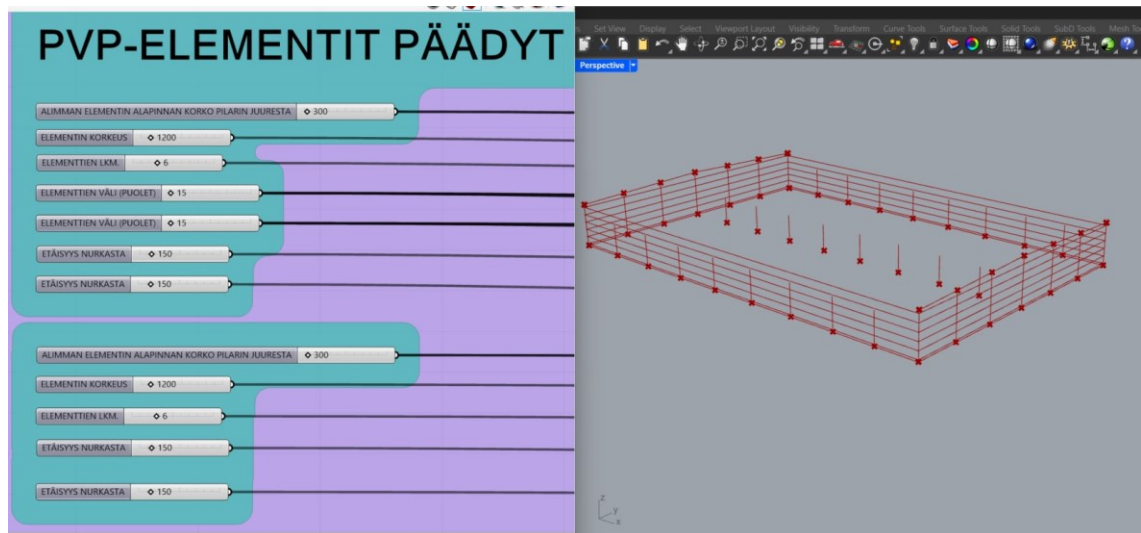 PVP-ELEMENTIT PÄÄDYT
ALIMMAN ELEMENTIN ALAPINNAN KORKO PILARIN JUURESTA ◇ 300
ELEMENTIN KORKEUS ◇ 1200
ELEMENTTIEN LKM. ◇ 6
ELEMENTTIEN VÄLI (PUOLET) ◇ 15
ELEMENTTIEN VÄLI (PUOLET) ◇ 15
ETÄISYYS NURKASTA ◇ 150
ETÄISYYS NURKASTA ◇ 150
ALIMMAN ELEMENTIN ALAPINNAN KORKO PILARIN JUURESTA ◇ 300
ELEMENTIN KORKEUS ◇ 1200
ELEMENTTIEN LKM. ◇ 6
ETÄISYYS NURKASTA ◇ 150
ETÄISYYS NURKASTA ◇ 150
Set View Display Select Viewport Layout Visibility Transform Curve Tools Surface Tools Solid Tools SubD Tools Mesh
Perspective
z
y
x